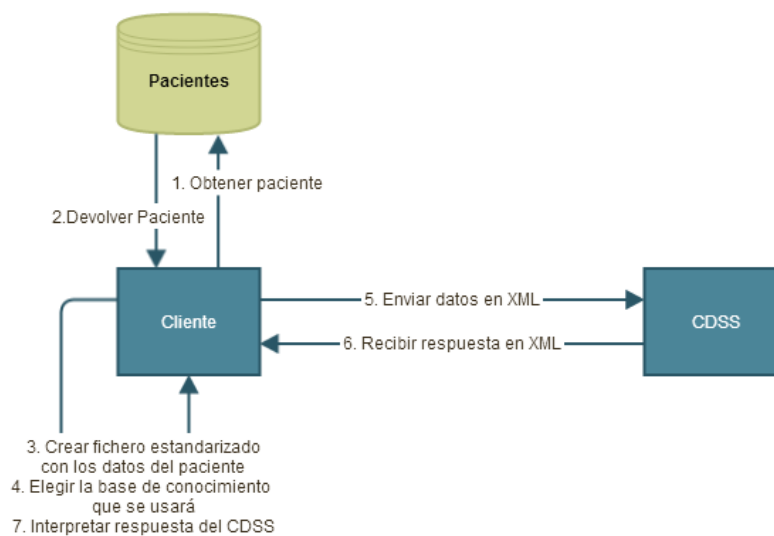 Pacientes
1. Obtener paciente
2.Devolver Paciente
Cliente
5. Enviar datos en XML
CDSS
6. Recibir respuesta en XML
3. Crear fichero estandarizado
con los datos del paciente
4. Elegir la base de conocimiento
que se usará
7. Interpretar respuesta del CDSS